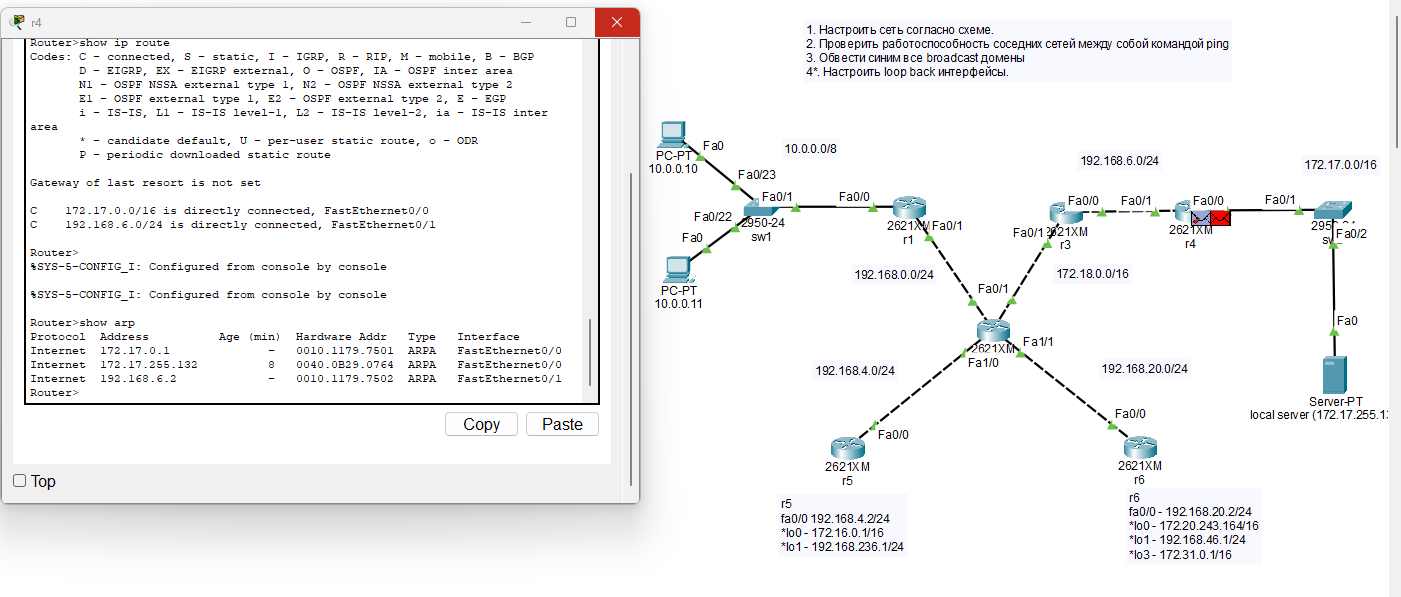 r4
Router>show ip route
Codes: C - connected, S - static, I - IGRP, R - RIP, M - mobile, B - BGP
D - EIGRP, EX - EIGRP external, O - OSPF, IA - OSPF inter area
N1 - OSPF NSSA external type 1, N2 - OSPF NSSA external type 2
E1 - OSPF external type 1, E2 - OSPF external type 2, E - EGP
i - IS-IS, L1 - IS-IS level-1, L2 - IS-IS level-2, ia - IS-IS inter
area
* - candidate default, U - per-user static route, o - ODR
P - periodic downloaded static route
Gateway of last resort is not set
C 172.17.0.0/16 is directly connected, FastEthernet0/0
C 192.168.6.0/24 is directly connected, FastEthernet0/1
Router>
%SYS-5-CONFIG_I: Configured from console by console
%SYS-5-CONFIG_I: Configured from console by console
Router>show arp
Protocol Address Age (min) Hardware Addr Type Interface
Internet 172.17.0.1 - 0010.1179.7501 ARPA FastEthernet0/0
Internet 172.17.255.132 8 0040.0B29.0764 ARPA FastEthernet0/0
Internet 192.168.6.2 - 0010.1179.7502 ARPA FastEthernet0/1
Router>
Copy
Paste
Top
1. Настроить сеть согласно схеме.
2. Проверить работоспособность соседних сетей между собой командой ping
3. Обвести синим все broadcast домены
4*. Настроить loop back интерфейсы.
Fa0
PC-PT
10.0.0.10
10.0.0.0/8
Fa0/23
Fa0/1
Fa0/0
Fa0/22
2950-24
sw1
Fa0
PC-PT
10.0.0.11
2621XM
r1
Fa0/1
192.168.0.0/24
192.168.6.0/24
172.17.0.0/16
Fa0/0
Fa0/1
Fa0/0
Fa0/1
Fa0/1
2621XM
r3
2621XM
r4
Fa0/2
172.18.0.0/16
Fa0/1
2621XM
Fa1/1
Fa1/0
Fa0
192.168.4.0/24
192.168.20.0/24
Server-PT
local server (172.17.255.13
Fa0/0
Fa0/0
2621XM
r5
2621XM
r6
r5
fa0/0 192.168.4.2/24
*lo0 - 172.16.0.1/16
*lo1 - 192.168.236.1/24
r6
fa0/0 - 192.168.20.2/24
*lo0 - 172.20.243.164/16
*lo1 - 192.168.46.1/24
*lo3 - 172.31.0.1/16